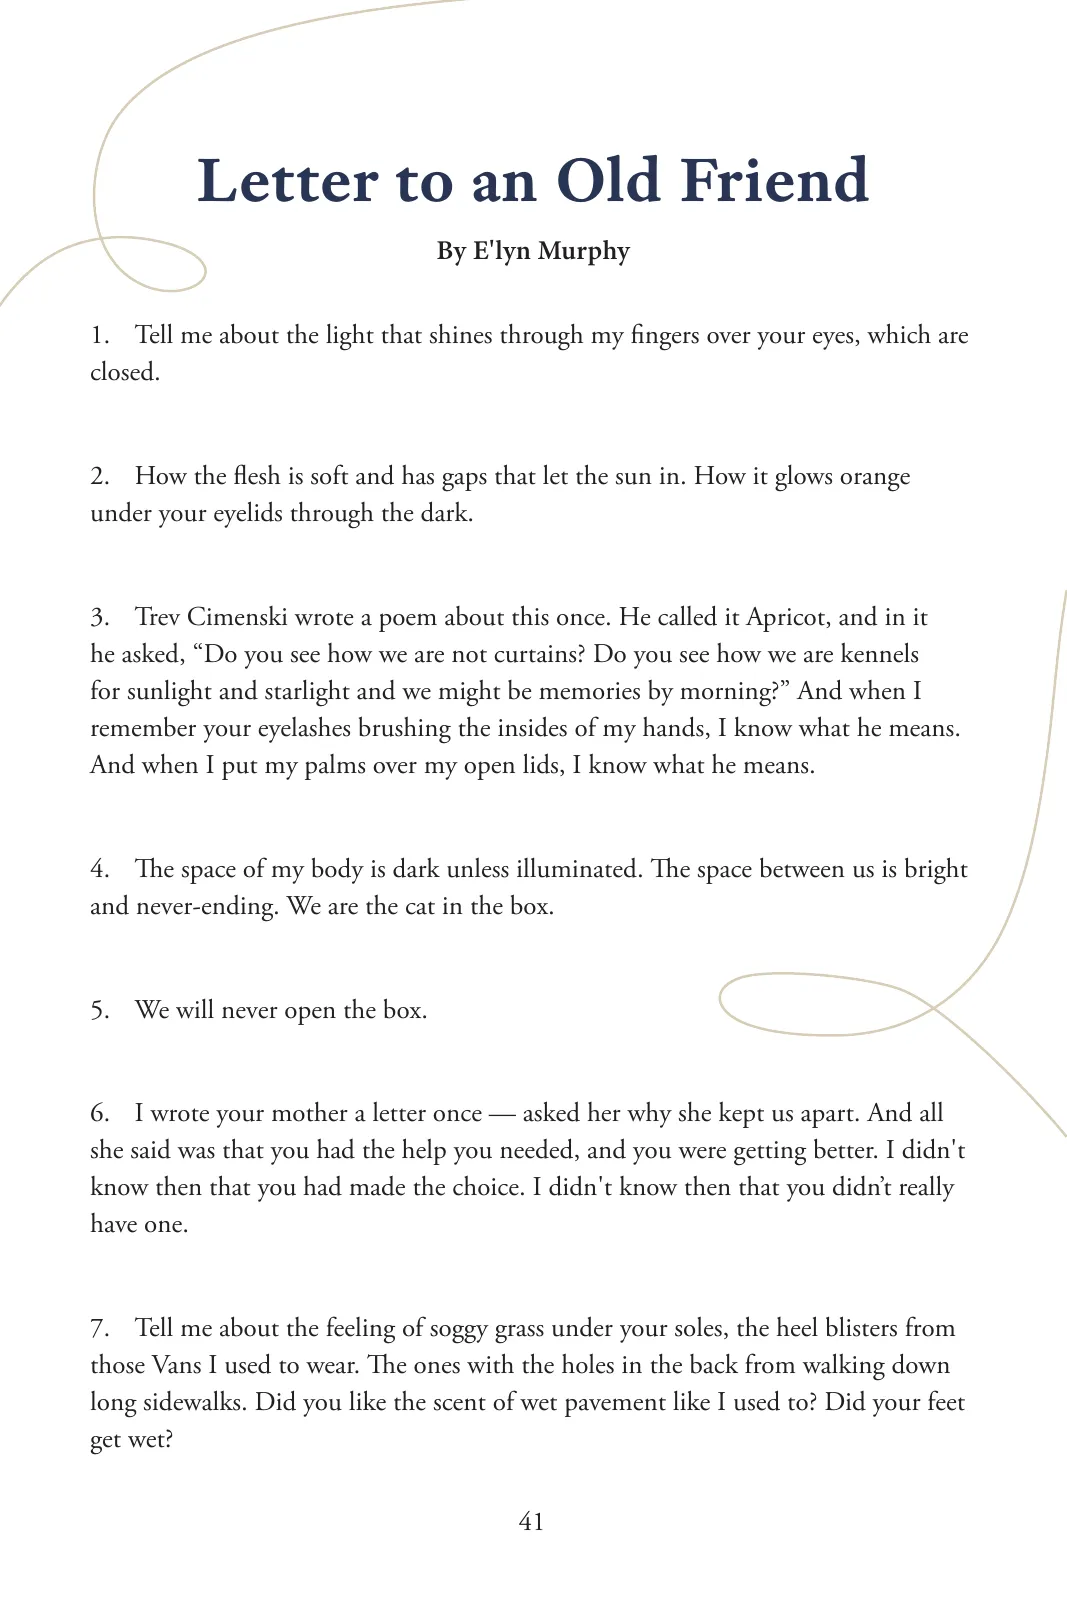 Letter to an Old Friend
By E'lyn Murphy
1. Tell me about the light that shines through my fingers over your eyes, which are
closed.
2. How the flesh is soft and has gaps that let the sun in. How it glows orange
under your eyelids through the dark.
3. Trev Cimenski wrote a poem about this once. He called it Apricot, and in it
he asked, “Do you see how we are not curtains? Do you see how we are kennels
for sunlight and starlight and we might be memories by morning?” And when I
remember your eyelashes brushing the insides of my hands, I know what he means.
And when I put my palms over my open lids, I know what he means.
4. The space of my body is dark unless illuminated. The space between us is bright
and never-ending. We are the cat in the box.
5. We will never open the box.
6. I wrote your mother a letter once — asked her why she kept us apart. And all
she said was that you had the help you needed, and you were getting better. I didn't
know then that you had made the choice. I didn't know then that you didn’t really
have one.
7. Tell me about the feeling of soggy grass under your soles, the heel blisters from
those Vans I used to wear. The ones with the holes in the back from walking down
long sidewalks. Did you like the scent of wet pavement like I used to? Did your feet
get wet?
41